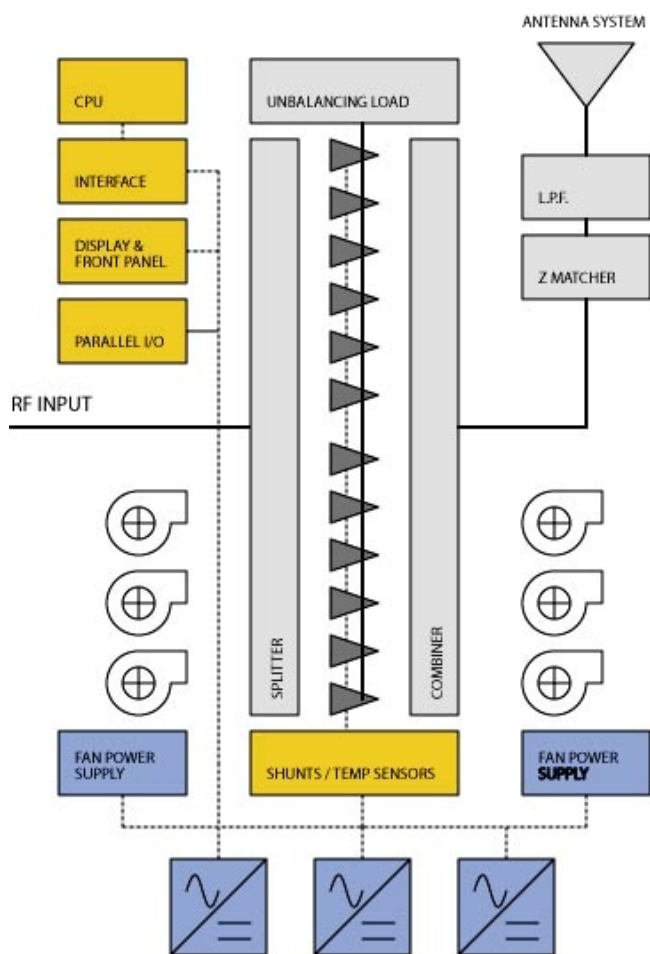 ANTENNA SYSTEM
CPU
UNBALANCING LOAD
INTERFACE
L.P.F.
DISPLAY &
FRONT PANEL
Z MATCHER
PARALLEL I/O
RF INPUT
SPLITTER
COMBINER
FAN POWER
SUPPLY
SHUNTS / TEMP SENSORS
FAN POWER
SUPPLY